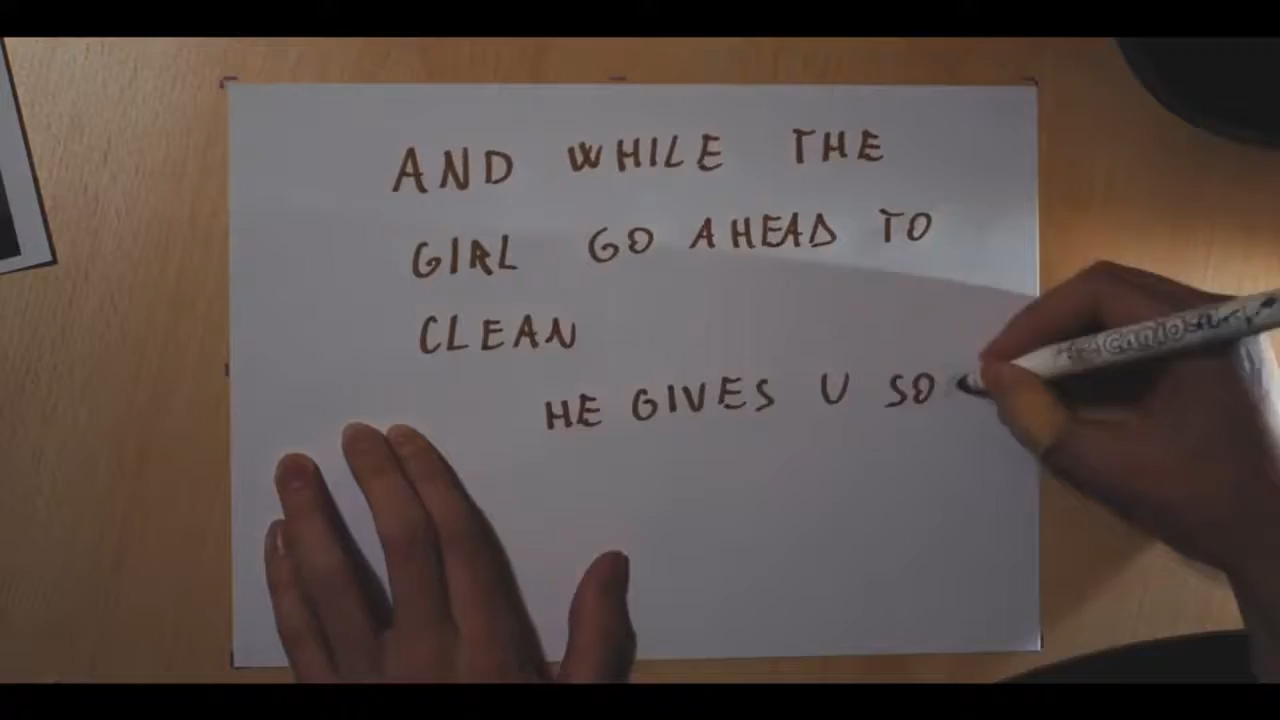 AND WHILE THE
GIRL GO AHEAD TO
CLEAN
HE GIVES U SO